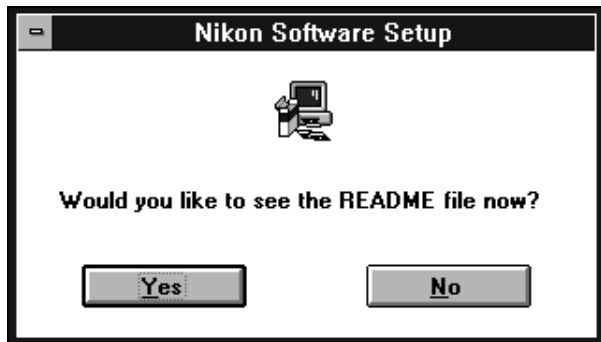 Nikon Software Setup
Would you like to see the README file now?
Yes
No